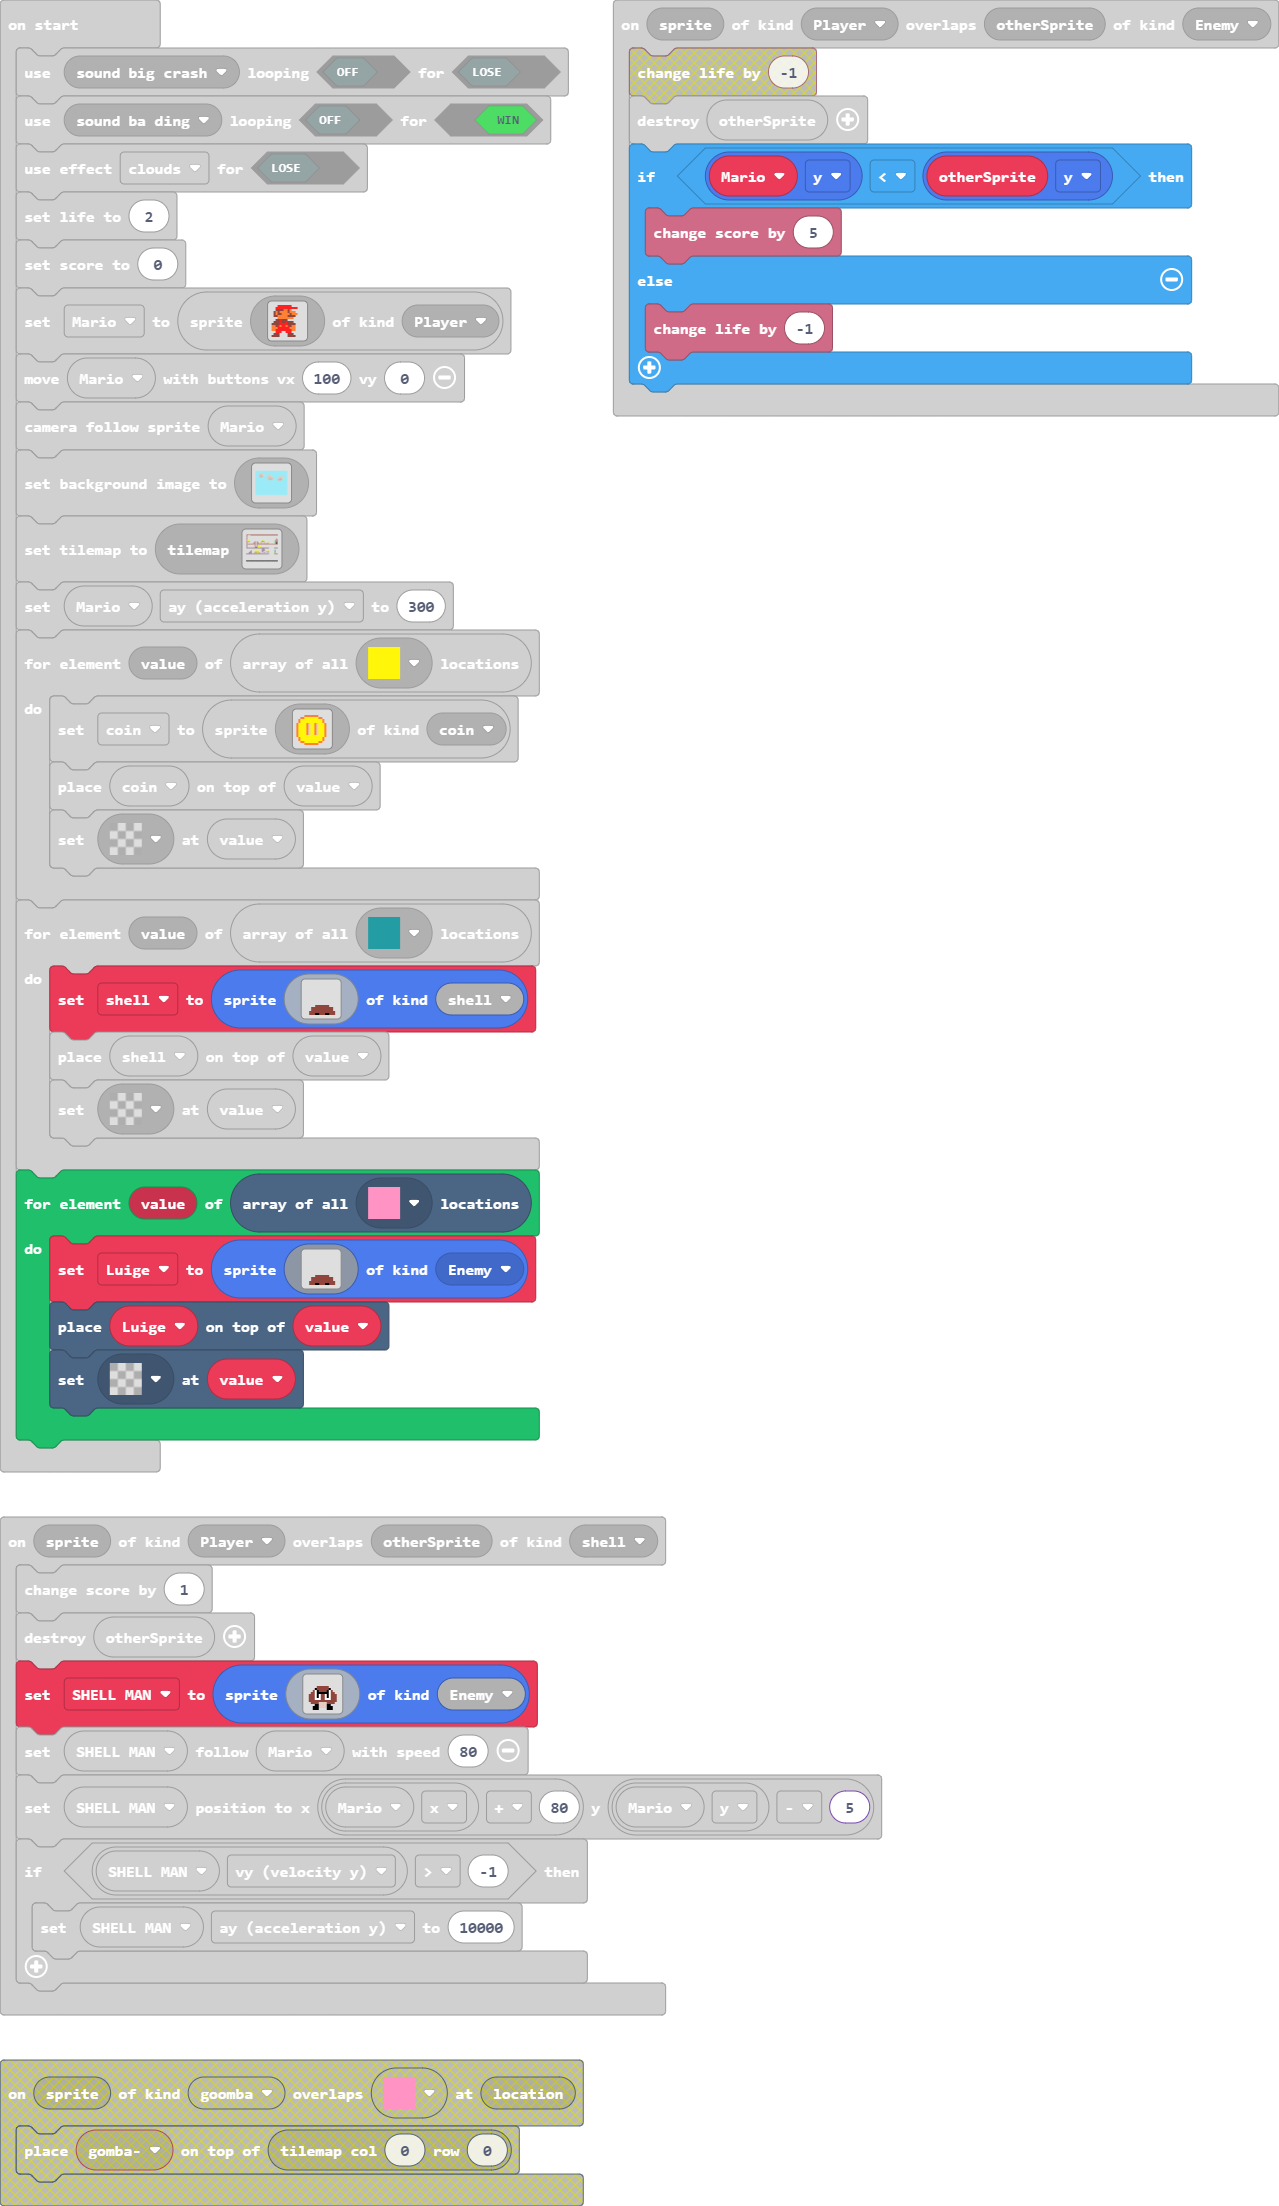 on start
use sound big crash looping OFF for LOSE
use sound ba ding looping OFF for WIN
use effect clouds for LOSE
set life to 2
set score to 0
set Mario to sprite of kind Player
move Mario with buttons vx 100 vy 0
camera follow sprite Mario
set background image to
set tilemap to tilemap
set Mario ay (acceleration y) to 300
for element value of array of all locations
do
set coin to sprite of kind coin
place coin on top of value
set at value
for element value of array of all locations
do
set shell to sprite of kind shell
place shell on top of value
set at value
for element value of array of all locations
do
set Luige to sprite of kind Enemy
place Luige on top of value
set at value
on sprite of kind Player overlaps otherSprite of kind Enemy
change life by -1
destroy otherSprite
if Mario y < otherSprite y then
change score by 5
else
change life by -1
on sprite of kind Player overlaps otherSprite of kind shell
change score by 1
destroy otherSprite
set SHELL MAN to sprite of kind Enemy
set SHELL MAN follow Mario with speed 80
set SHELL MAN position to x Mario x + 80 y Mario y - 5
if SHELL MAN vy (velocity y) > -1 then
set SHELL MAN ay (acceleration y) to 10000
on sprite of kind goomba overlaps at location
place gomba- on top of tilemap col 0 row 0